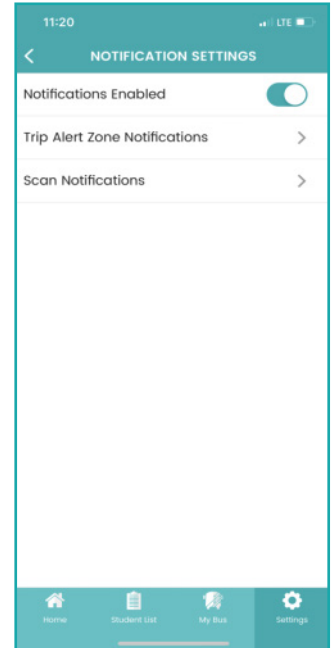 11:20 LTE
NOTIFICATION SETTINGS
Notifications Enabled
Trip Alert Zone Notifications
Scan Notifications
Home Student List My Bus Settings